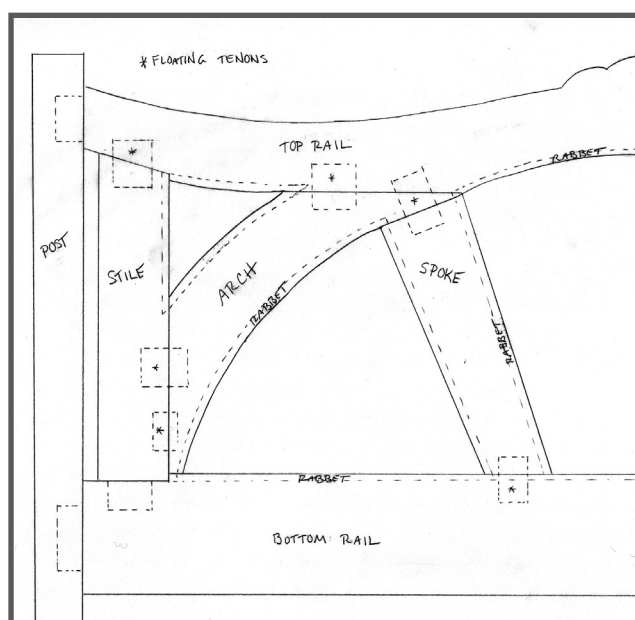 * FLOATING TENONS
TOP RAIL
RABBET
POST
STILE
ARCH
RABBET
SPOKE
RABBET
RABBET
BOTTOM RAIL